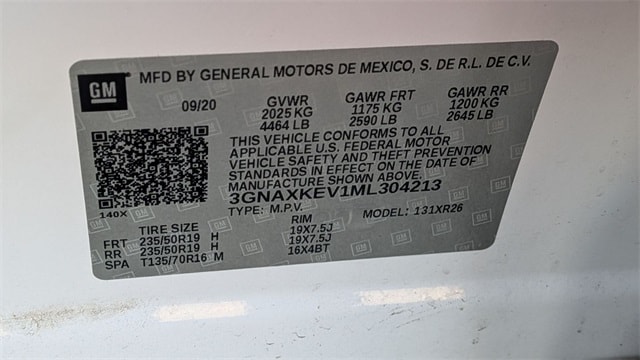 GM MFD BY GENERAL MOTORS DE MEXICO, S. DE R.L. DE C.V.
09/20 GVWR GAWR FRT GAWR RR
2025 KG 1175 KG 1200 KG
4464 LB 2590 LB 2645 LB
THIS VEHICLE CONFORMS TO ALL
APPLICABLE U.S. FEDERAL MOTOR
VEHICLE SAFETY AND THEFT PREVENTION
STANDARDS IN EFFECT ON THE DATE OF
MANUFACTURE SHOWN ABOVE.
3GNAXKEV1ML304213
140X TYPE: M.P.V. MODEL: 131XR26
TIRE SIZE RIM
FRT 235/50R19 H 19X7.5J
RR 235/50R19 H 19X7.5J
SPA T135/70R16 M 16X4BT